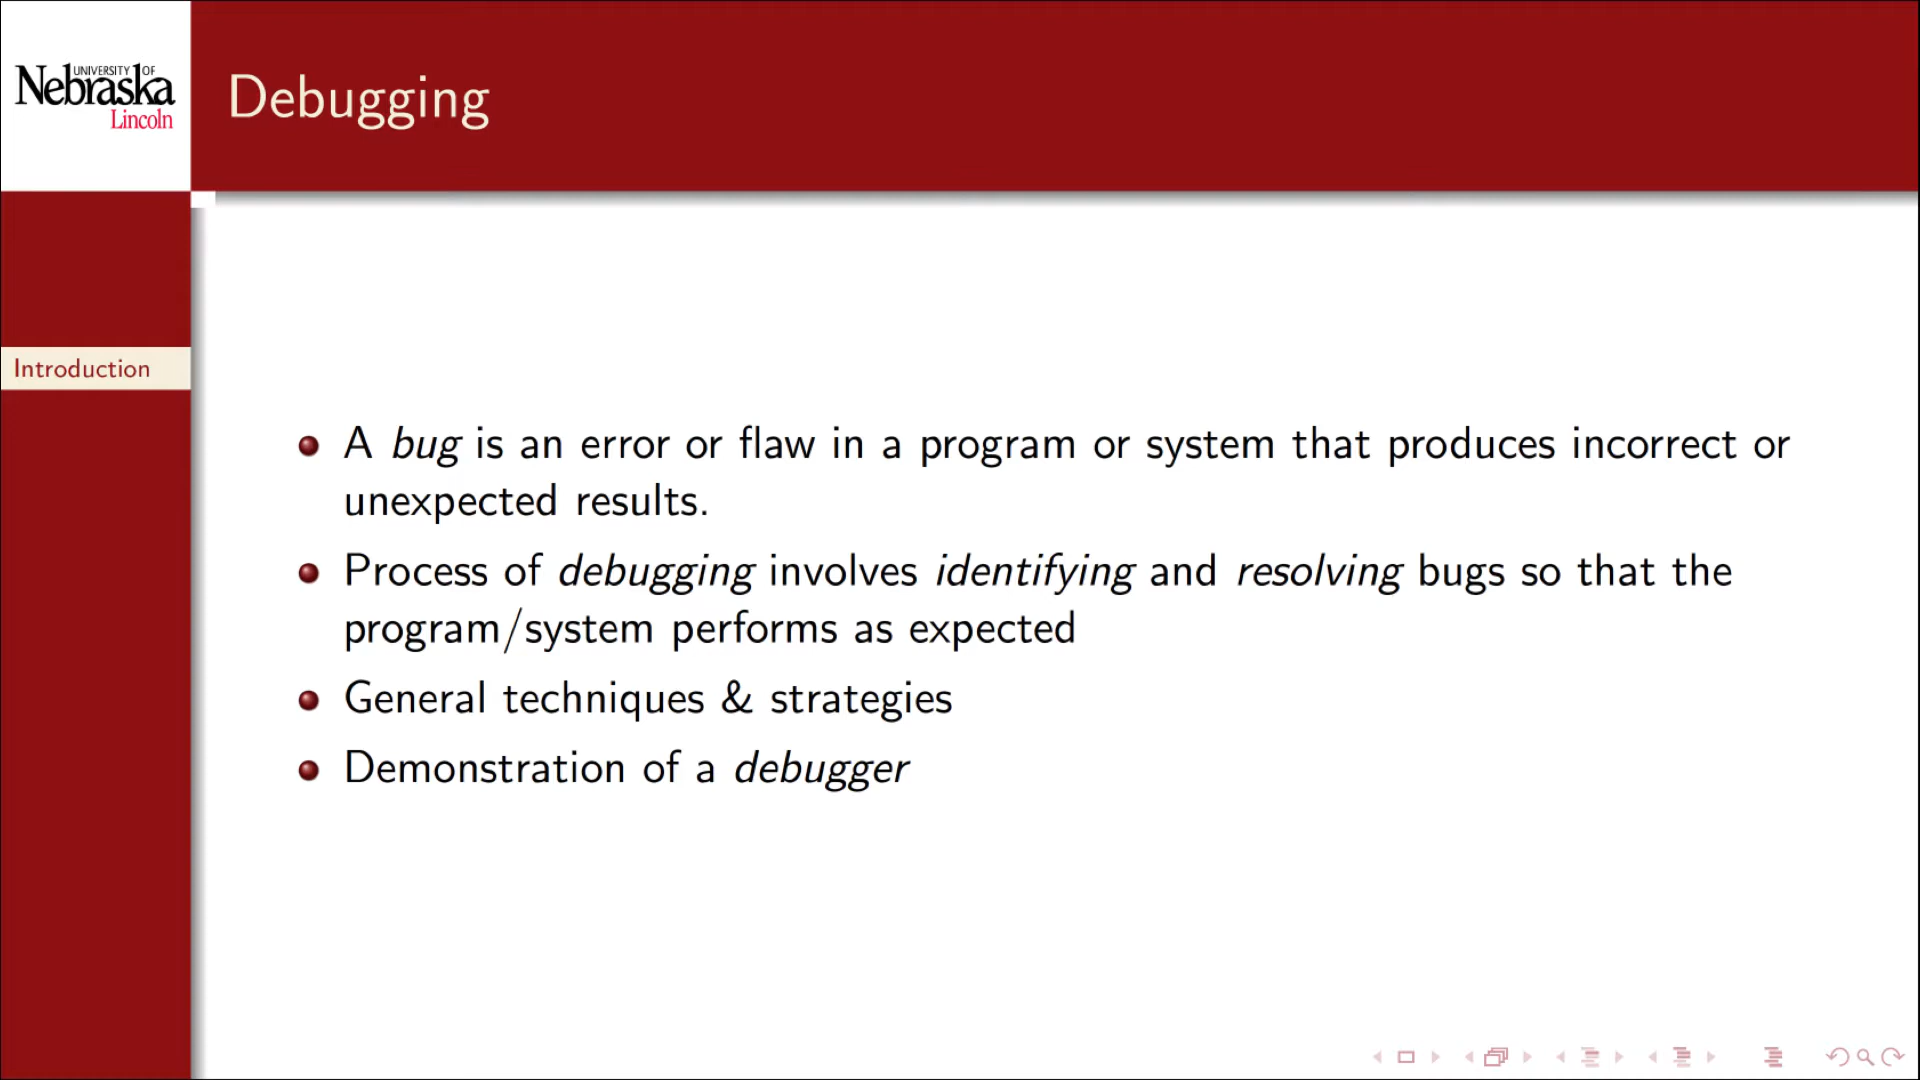 UNIVERSITY OF
Nebraska
Lincoln
Debugging
Introduction
A bug is an error or flaw in a program or system that produces incorrect or
unexpected results.
Process of debugging involves identifying and resolving bugs so that the
program/system performs as expected
General techniques & strategies
Demonstration of a debugger